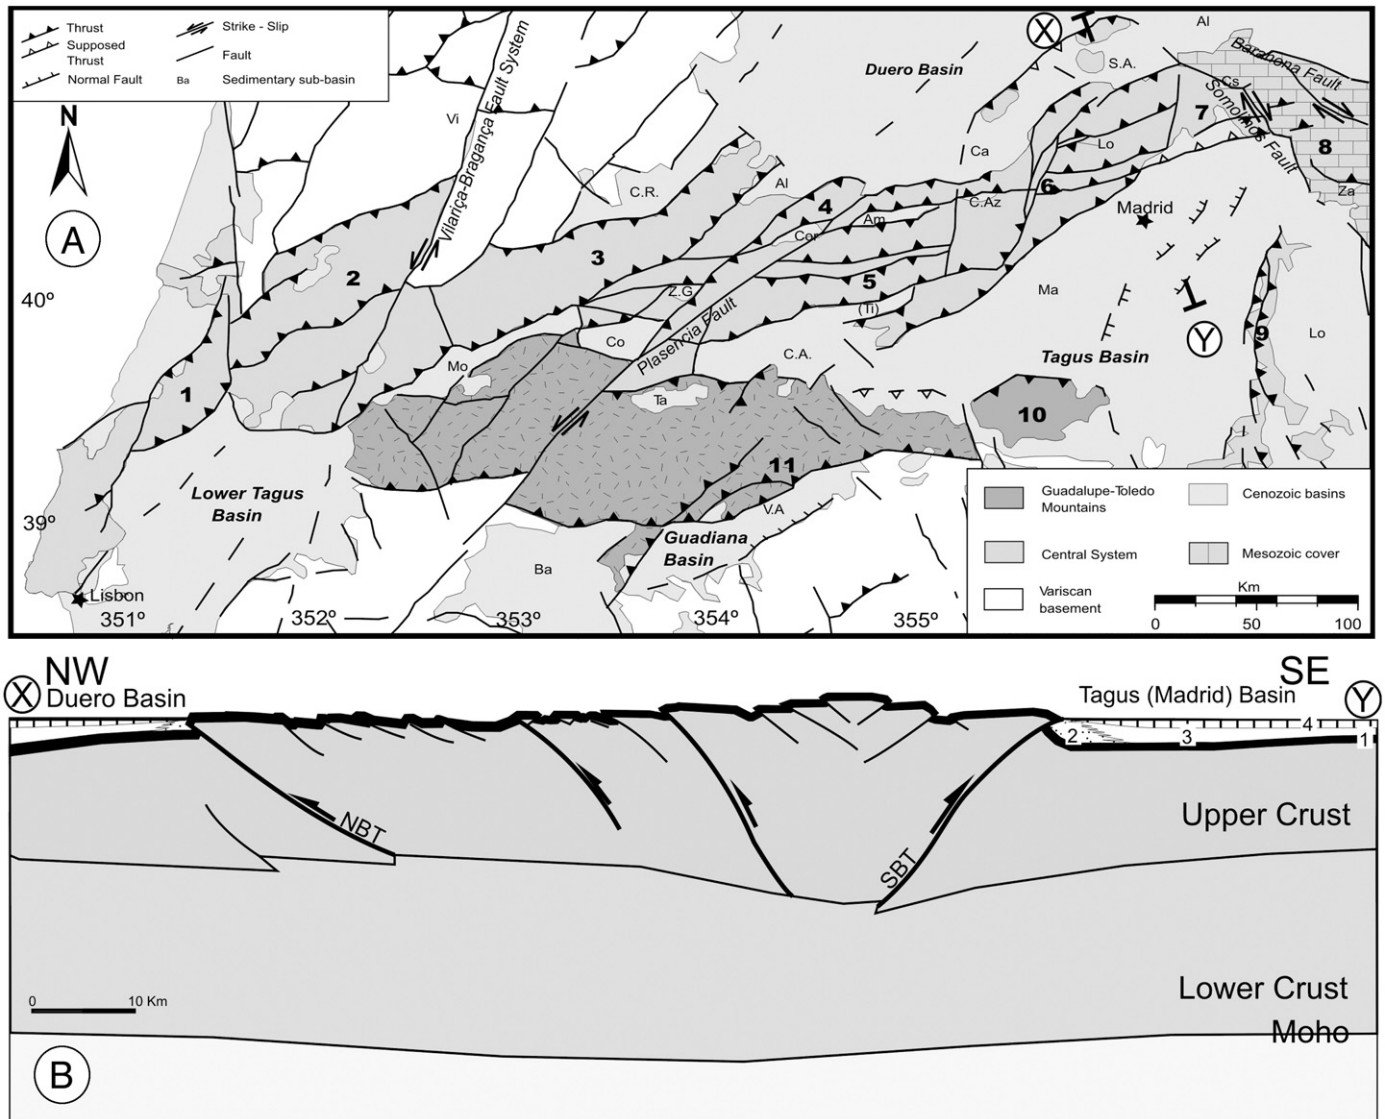 Thrust
Supposed
Thrust
Normal Fault
Strike - Slip
Fault
Ba Sedimentary sub-basin
N
A
40º
39º
351º
352º
353º
354º
355º
Vi
Vilariça-Bragança Fault System
C.R.
Al
Duero Basin
X
Al
S.A.
Barahona Fault
Cs
Somolinos Fault
7
8
Za
Ca
Lo
6
C.Az
Madrid
4
Am
Cor
3
2
5
(Ti)
Z.G
Plasencia Fault
Ma
Y
9
Lo
Tagus Basin
Co
C.A.
Mo
Ta
1
10
11
V.A
Lower Tagus
Basin
Guadiana
Basin
Ba
Lisbon
Guadalupe-Toledo
Mountains
Central System
Variscan
basement
Cenozoic basins
Mesozoic cover
Km
0 50 100
NW
SE
X Duero Basin
Tagus (Madrid) Basin Y
4
2
3
1
NBT
SBT
Upper Crust
Lower Crust
Moho
0 10 Km
B